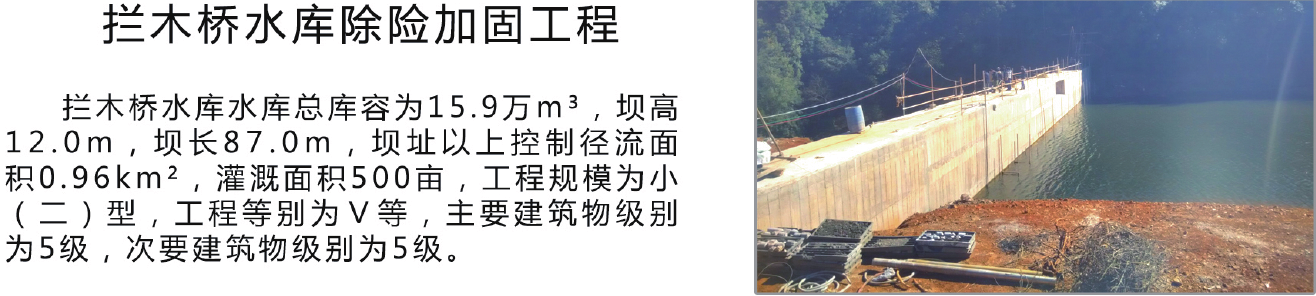 拦木桥水库除险加固工程
拦木桥水库水库总库容为15.9万m³，坝高
12.0m，坝长87.0m，坝址以上控制径流面
积0.96km²，灌溉面积500亩，工程规模为小
（二）型，工程等别为Ⅴ等，主要建筑物级别
为5级，次要建筑物级别为5级。